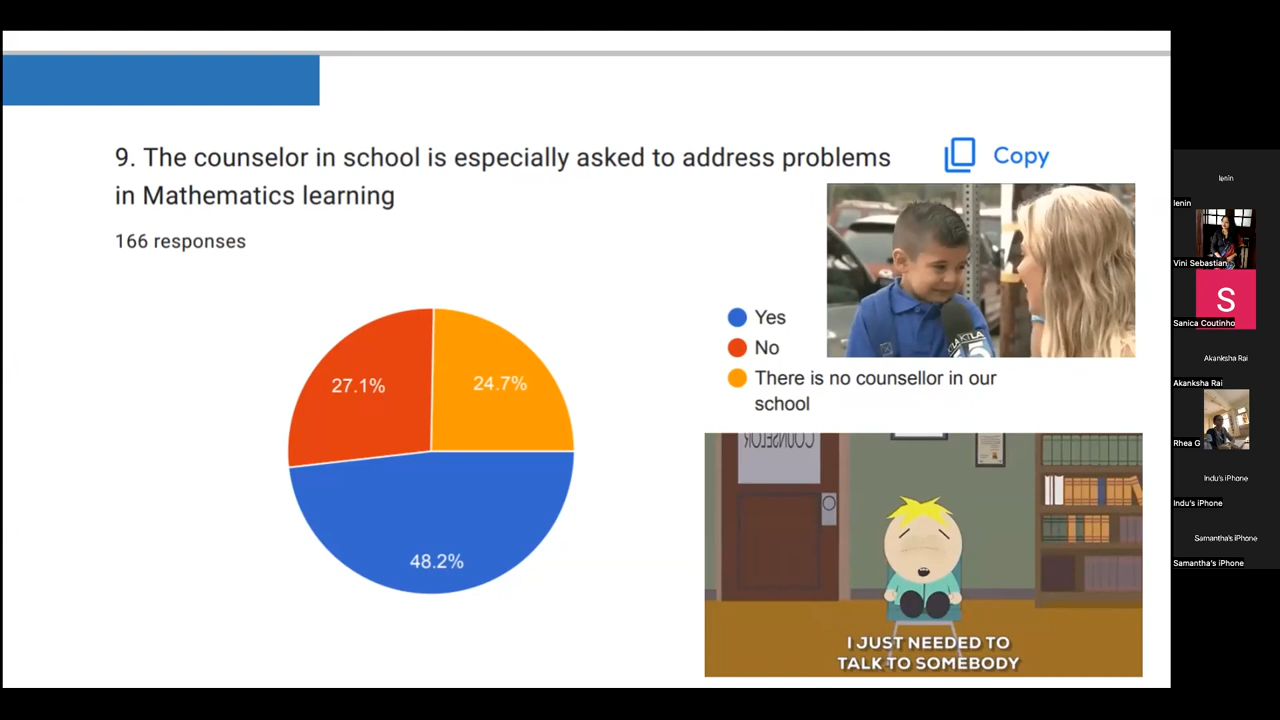 9. The counselor in school is especially asked to address problems
in Mathematics learning
Copy
166 responses
27.1%
24.7%
48.2%
Yes
No
There is no counsellor in our
school
KTLA
COUNSELOR
I JUST NEEDED TO
TALK TO SOMEBODY
lenin
lenin
Vini Sebastian
S
Sanica Coutinho
Akanksha Rai
Akanksha Rai
Rhea G
Indu's iPhone
Indu's iPhone
Samantha's iPhone
Samantha's iPhone